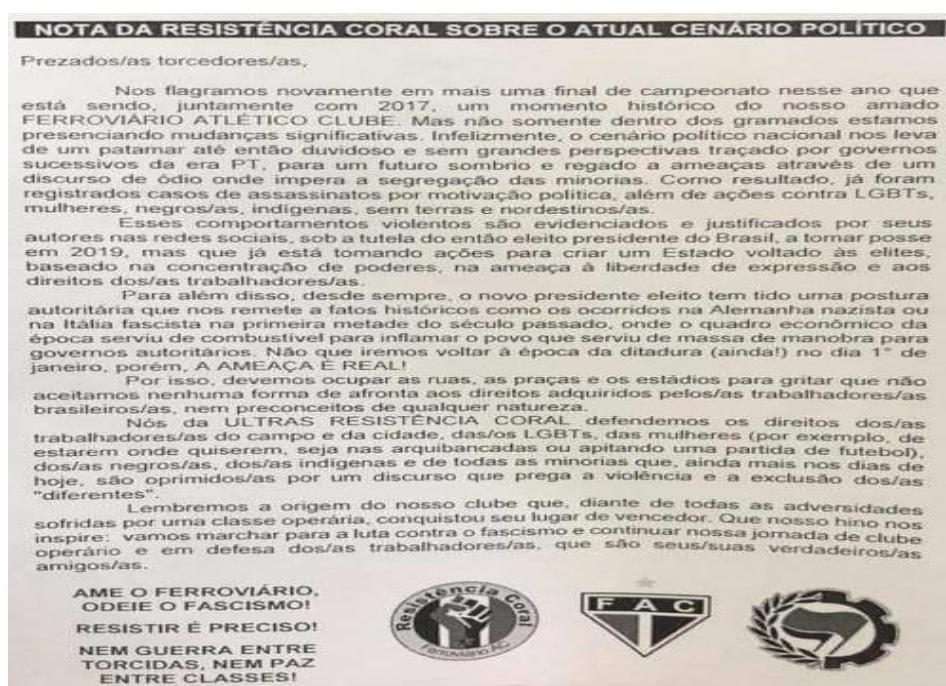 NOTA DA RESISTÊNCIA CORAL SOBRE O ATUAL CENÁRIO POLÍTICO
Prezados/as torcedores/as,
Nos flagramos novamente em mais uma final de campeonato nesse ano que
está sendo, juntamente com 2017, um momento histórico do nosso amado
FERROVIÁRIO ATLÉTICO CLUBE. Mas não somente dentro dos gramados estamos
presenciando mudanças significativas. Infelizmente, o cenário político nacional nos leva
de um patamar até então duvidoso e sem grandes perspectivas traçado por governos
sucessivos da era PT, para um futuro sombrio e regado a ameaças através de um
discurso de ódio onde impera a segregação das minorias. Como resultado, já foram
registrados casos de assassinatos por motivação política, além de ações contra LGBTs,
mulheres, negros/as, indígenas, sem terras e nordestinos/as.
Esses comportamentos violentos são evidenciados e justificados por seus
autores nas redes sociais, sob a tutela do então eleito presidente do Brasil, a tomar posse
em 2019, mas que já está tomando ações para criar um Estado voltado às elites,
baseado na concentração de poderes, na ameaça à liberdade de expressão e aos
direitos dos/as trabalhadores/as.
Para além disso, desde sempre, o novo presidente eleito tem tido uma postura
autoritária que nos remete a fatos históricos como os ocorridos na Alemanha nazista ou
na Itália fascista na primeira metade do século passado, onde o quadro econômico da
época serviu de combustível para inflamar o povo que serviu de massa de manobra para
governos autoritários. Não que iremos voltar à época da ditadura (ainda!) no dia 1° de
janeiro, porém, A AMEAÇA É REAL!
Por isso, devemos ocupar as ruas, as praças e os estádios para gritar que não
aceitamos nenhuma forma de afronta aos direitos adquiridos pelos/as trabalhadores/as
brasileiros/as, nem preconceitos de qualquer natureza.
Nós da ULTRAS RESISTÊNCIA CORAL defendemos os direitos dos/as
trabalhadores/as do campo e da cidade, das/os LGBTs, das mulheres (por exemplo, de
estarem onde quiserem, seja nas arquibancadas ou apitando uma partida de futebol),
dos/as negros/as, dos/as indígenas e de todas as minorias que, ainda mais nos dias de
hoje, são oprimidos/as por um discurso que prega a violência e a exclusão dos/as
"diferentes".
Lembremos a origem do nosso clube que, diante de todas as adversidades
sofridas por uma classe operária, conquistou seu lugar de vencedor. Que nosso hino nos
inspire: vamos marchar para a luta contra o fascismo e continuar nossa jornada de clube
operário e em defesa dos/as trabalhadores/as, que são seus/suas verdadeiros/as
amigos/as.
AME O FERROVIÁRIO,
ODEIE O FASCISMO!
RESISTIR É PRECISO!
NEM GUERRA ENTRE
TORCIDAS, NEM PAZ
ENTRE CLASSES!
Resistência Coral
Ferroviário AC
FAC